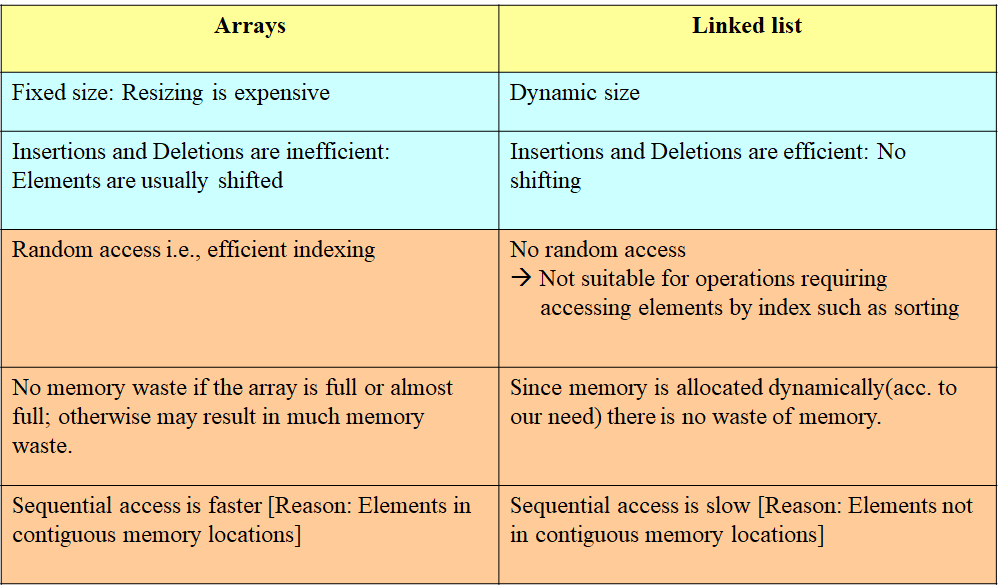 Arrays
Linked list
Fixed size: Resizing is expensive
Dynamic size
Insertions and Deletions are inefficient:
Elements are usually shifted
Insertions and Deletions are efficient: No
shifting
Random access i.e., efficient indexing
No random access
→ Not suitable for operations requiring
accessing elements by index such as sorting
No memory waste if the array is full or almost
full; otherwise may result in much memory
waste.
Since memory is allocated dynamically(acc. to
our need) there is no waste of memory.
Sequential access is faster [Reason: Elements in
contiguous memory locations]
Sequential access is slow [Reason: Elements not
in contiguous memory locations]